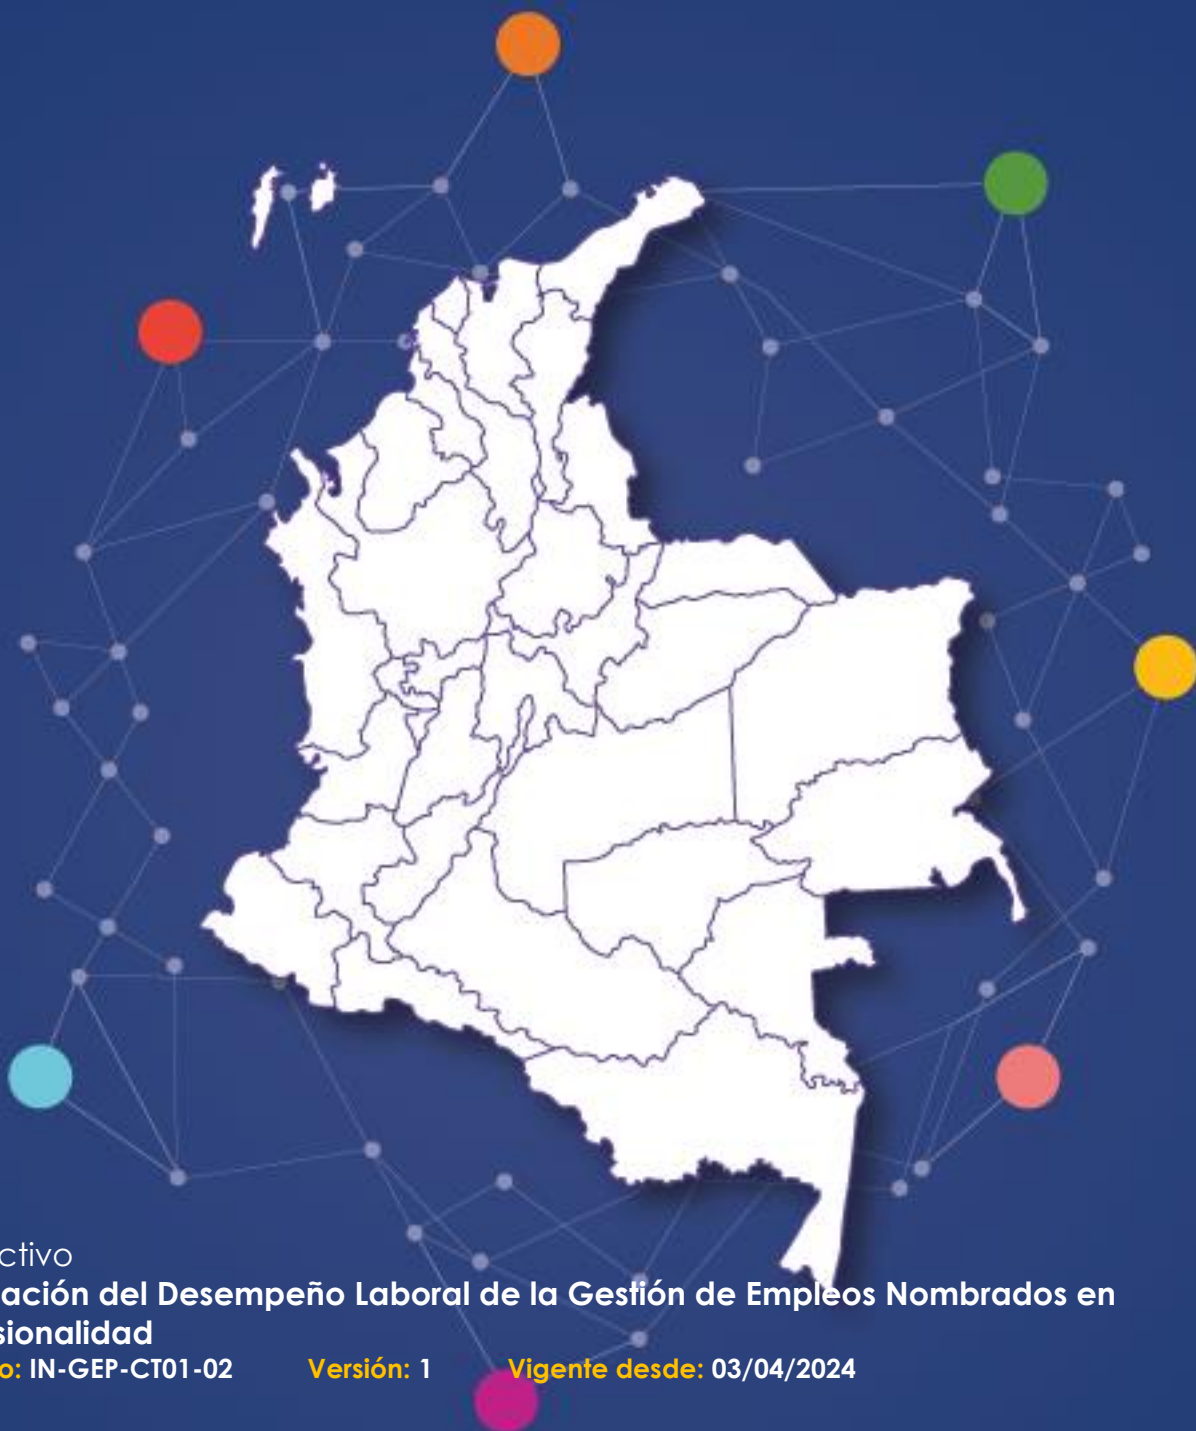 ctivo
ación del Desempeño Laboral de la Gestión de Empleos Nombrados en
sionalidad
o: IN-GEP-CT01-02 Versión: 1 Vigente desde: 03/04/2024